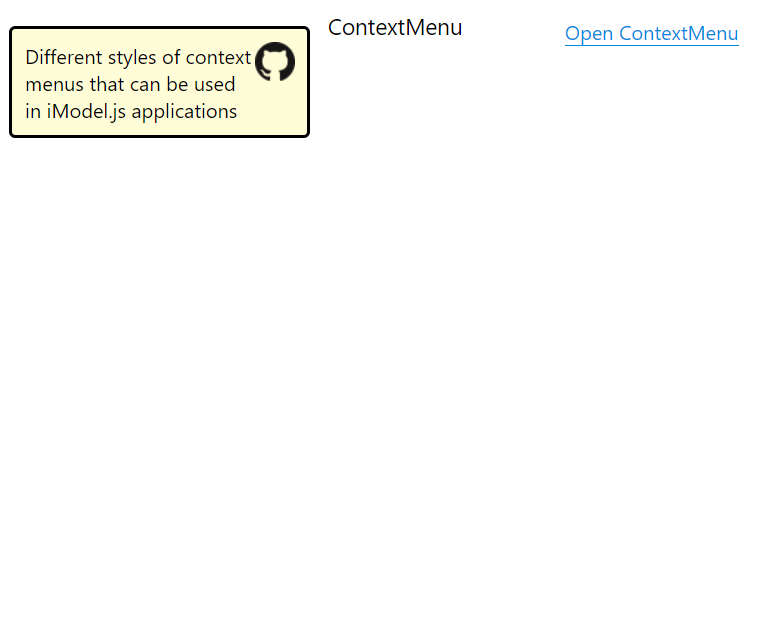 Different styles of context
menus that can be used
in iModel.js applications
ContextMenu
Open ContextMenu